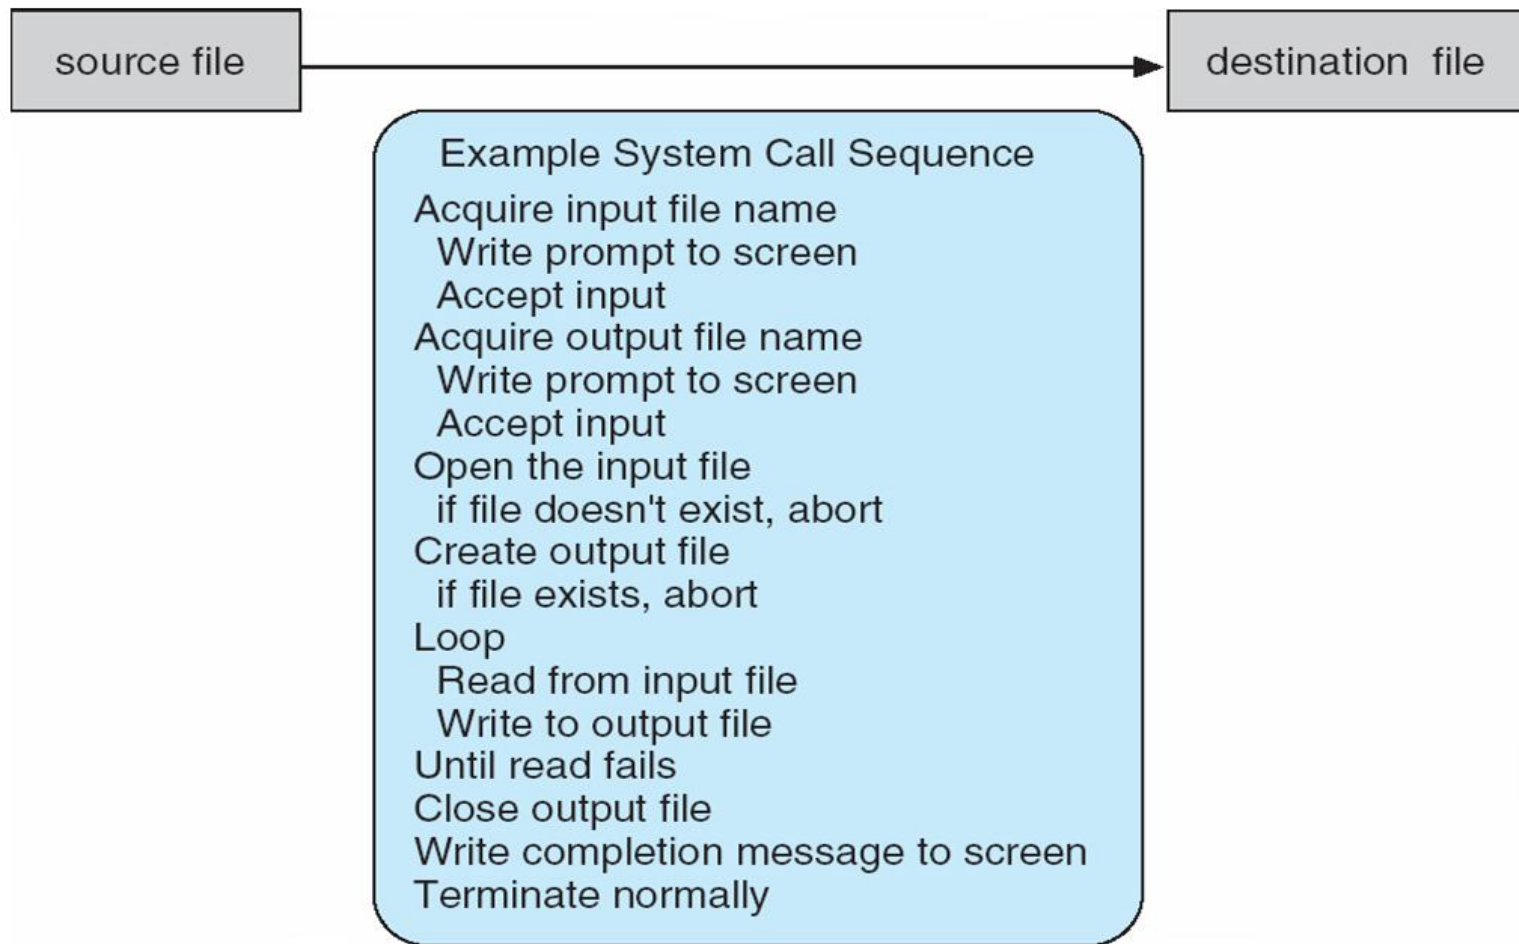 source file
destination file
Example System Call Sequence
Acquire input file name
Write prompt to screen
Accept input
Acquire output file name
Write prompt to screen
Accept input
Open the input file
if file doesn't exist, abort
Create output file
if file exists, abort
Loop
Read from input file
Write to output file
Until read fails
Close output file
Write completion message to screen
Terminate normally